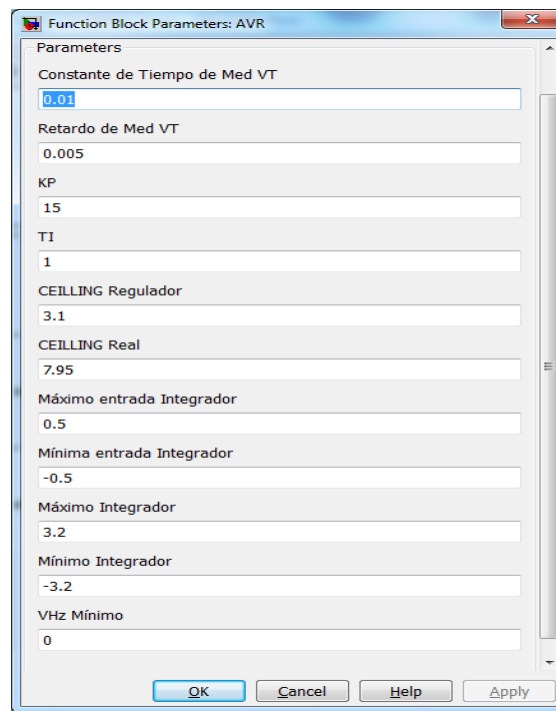 Function Block Parameters: AVR
Parameters
Constante de Tiempo de Med VT
0.01
Retardo de Med VT
0.005
KP
15
TI
1
CEILLING Regulador
3.1
CEILLING Real
7.95
Máximo entrada Integrador
0.5
Mínima entrada Integrador
-0.5
Máximo Integrador
3.2
Mínimo Integrador
-3.2
VHz Mínimo
0
OK Cancel Help Apply